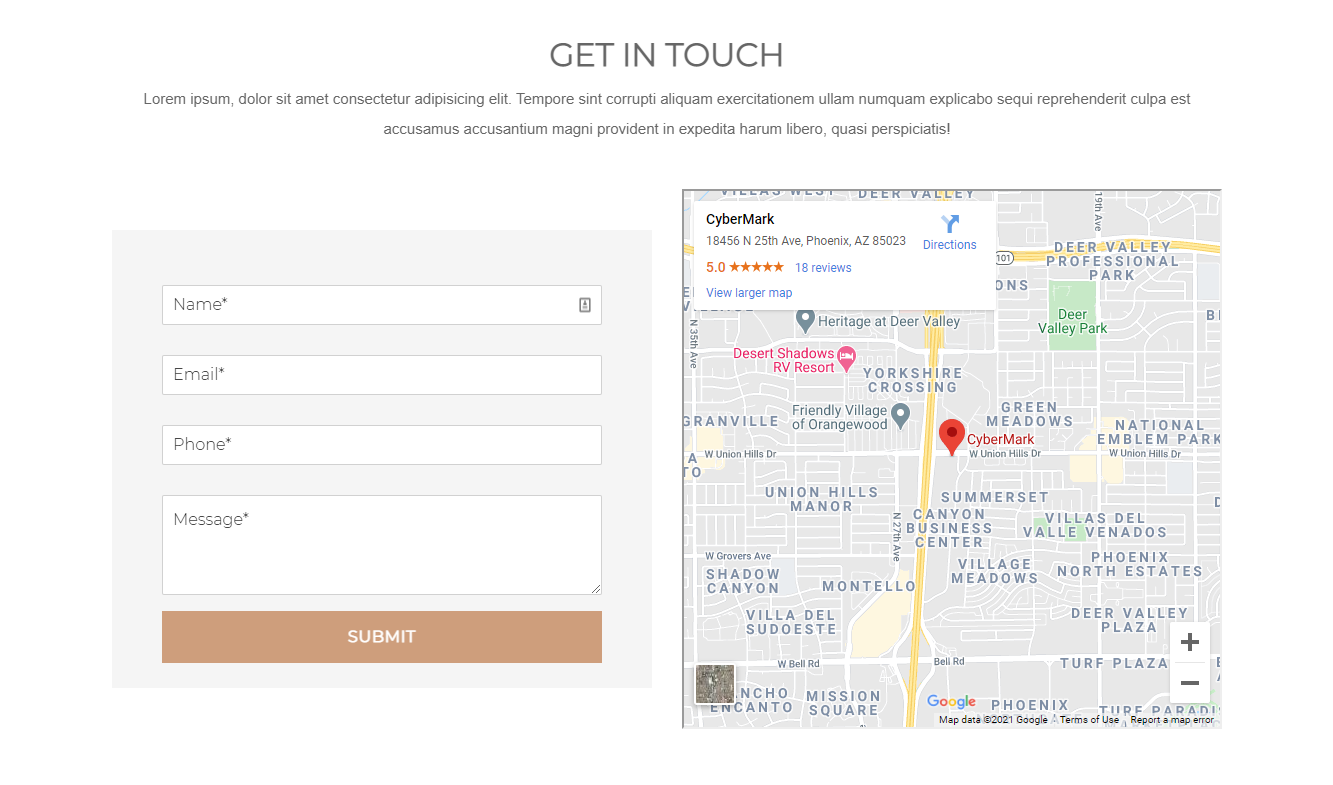 GET IN TOUCH
Lorem ipsum, dolor sit amet consectetur adipisicing elit. Tempore sint corrupti aliquam exercitationem ullam numquam explicabo sequi reprehenderit culpa est
accusamus accusantium magni provident in expedita harum libero, quasi perspiciatis!
Name*
Email*
Phone*
Message*
SUBMIT
VILLAS WEST
DEER VALLEY
CyberMark
18456 N 25th Ave, Phoenix, AZ 85023
Directions
5.0
18 reviews
View larger map
19th Ave
101
DEER VALLEY
PROFESSIONAL
PARK
Deer
Valley Park
N 35th Ave
Heritage at Deer Valley
Desert Shadows
RV Resort
YORKSHIRE
CROSSING
Friendly Village
of Orangewood
GREEN
MEADOWS
GRANVILLE
NATIONAL
EMBLEM PARK
CyberMark
W Union Hills Dr
W Union Hills Dr
W Union Hills Dr
UNION HILLS
MANOR
SUMMERSET
N 27th Ave
CANYON
BUSINESS
CENTER
VILLAS DEL
VALLE VENADOS
W Grovers Ave
SHADOW
CANYON
MONTELLO
VILLAGE
MEADOWS
PHOENIX
NORTH ESTATES
VILLA DEL
SUDOESTE
DEER VALLEY
PLAZA
W Bell Rd
Bell Rd
TURF PLAZA
ENCANTO
MISSION
SQUARE
PHOENIX
Google
Map data ©2021 Google
Terms of Use
Report a map error